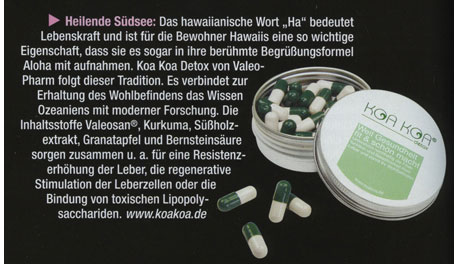 ▶ Heilende Südsee: Das hawaiianische Wort „Ha" bedeutet
Lebenskraft und ist für die Bewohner Hawaiis eine so wichtige
Eigenschaft, dass sie es sogar in ihre berühmte Begrüßungsformel
Aloha mit aufnahmen. Koa Koa Detox von Valeo-
Pharm folgt dieser Tradition. Es verbindet zur
Erhaltung des Wohlbefindens das Wissen
Ozeaniens mit moderner Forschung. Die
Inhaltsstoffe Valeosan®, Kurkuma, Süßholz-
extrakt, Granatapfel und Bernsteinsäure
sorgen zusammen u. a. für eine Resistenz-
erhöhung der Leber, die regenerative
Stimulation der Leberzellen oder die
Bindung von toxischen Lipopoly-
sacchariden. www.koakoa.de
KOA KOA®
Weil Gesundheit
& schön macht